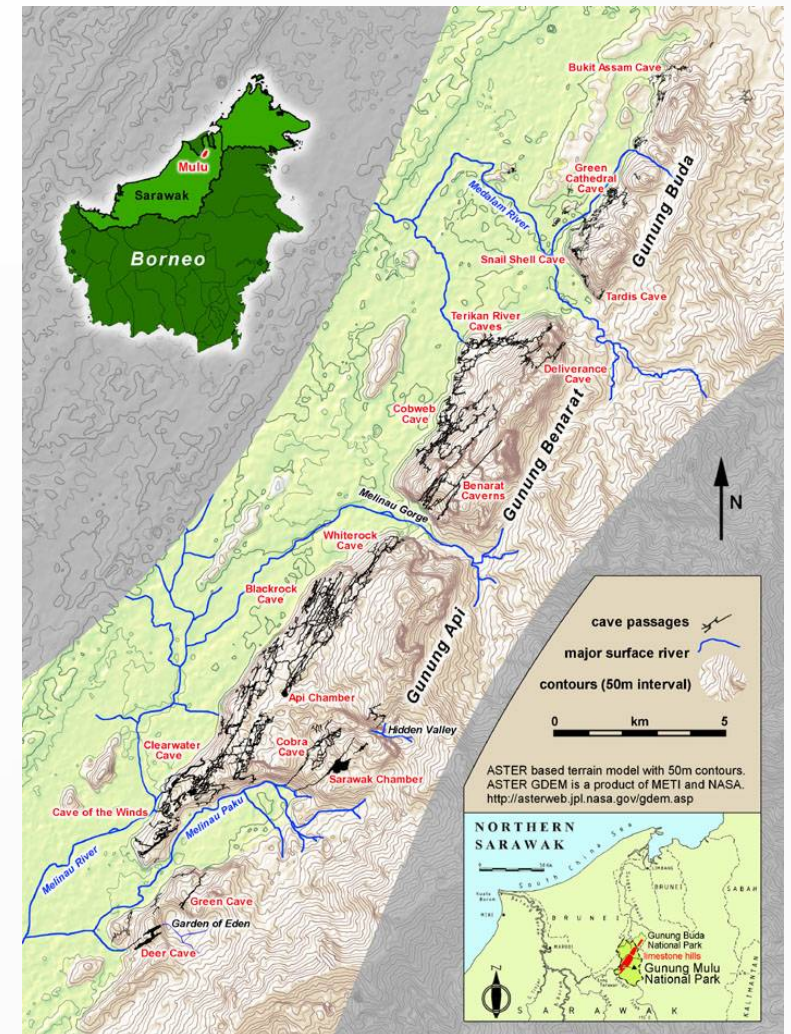 Bukit Assam Cave
Green
Cathedral
Cave
Gunung Buda
Mulu
Sarawak
Borneo
Medalam River
Snail Shell Cave
Tardis Cave
Terikan River
Caves
Deliverance
Cave
Cobweb
Cave
Gunung Benarat
Benarat
Caverns
Melinau Gorge
N
Whiterock
Cave
Blackrock
Cave
Gunung Api
Api Chamber
Hidden Valley
Clearwater
Cave
Cobra
Cave
Sarawak Chamber
Cave of the Winds
Melinau Paku
Melinau River
Green Cave
Garden of Eden
Deer Cave
cave passages
major surface river
contours (50m interval)
0 km 5
ASTER based terrain model with 50m contours.
ASTER GDEM is a product of METI and NASA.
http://asterweb.jpl.nasa.gov/gdem.asp
NORTHERN
SARAWAK
South China Sea
LIMBANG
BRUNEI
SABAH
MIRI
BRUNEI
MARUDI
Gunung Buda
National Park
limestone hills
Gunung Mulu
National Park
KALIMANTAN
SARAWAK